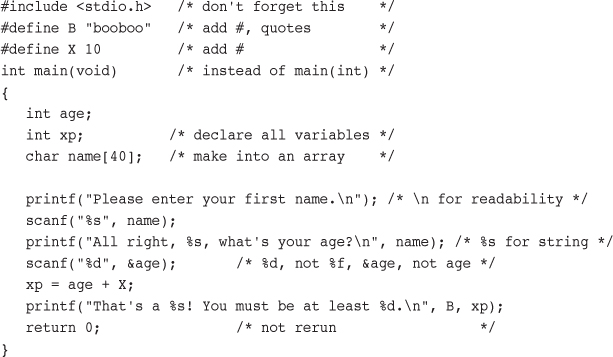 #include <stdio.h>   /* don't forget this    */
#define B "booboo"   /* add #, quotes        */
#define X 10         /* add #                */
int main(void)       /* instead of main(int) */
{
   int age;
   int xp;          /* declare all variables */
   char name[40];   /* make into an array    */

   printf("Please enter your first name.\n"); /* \n for readability */
   scanf("%s", name);
   printf("All right, %s, what's your age?\n", name); /* %s for string */
   scanf("%d", &age);       /* %d, not %f, &age, not age */
   xp = age + X;
   printf("That's a %s! You must be at least %d.\n", B, xp);
   return 0;                /* not rerun                 */
}